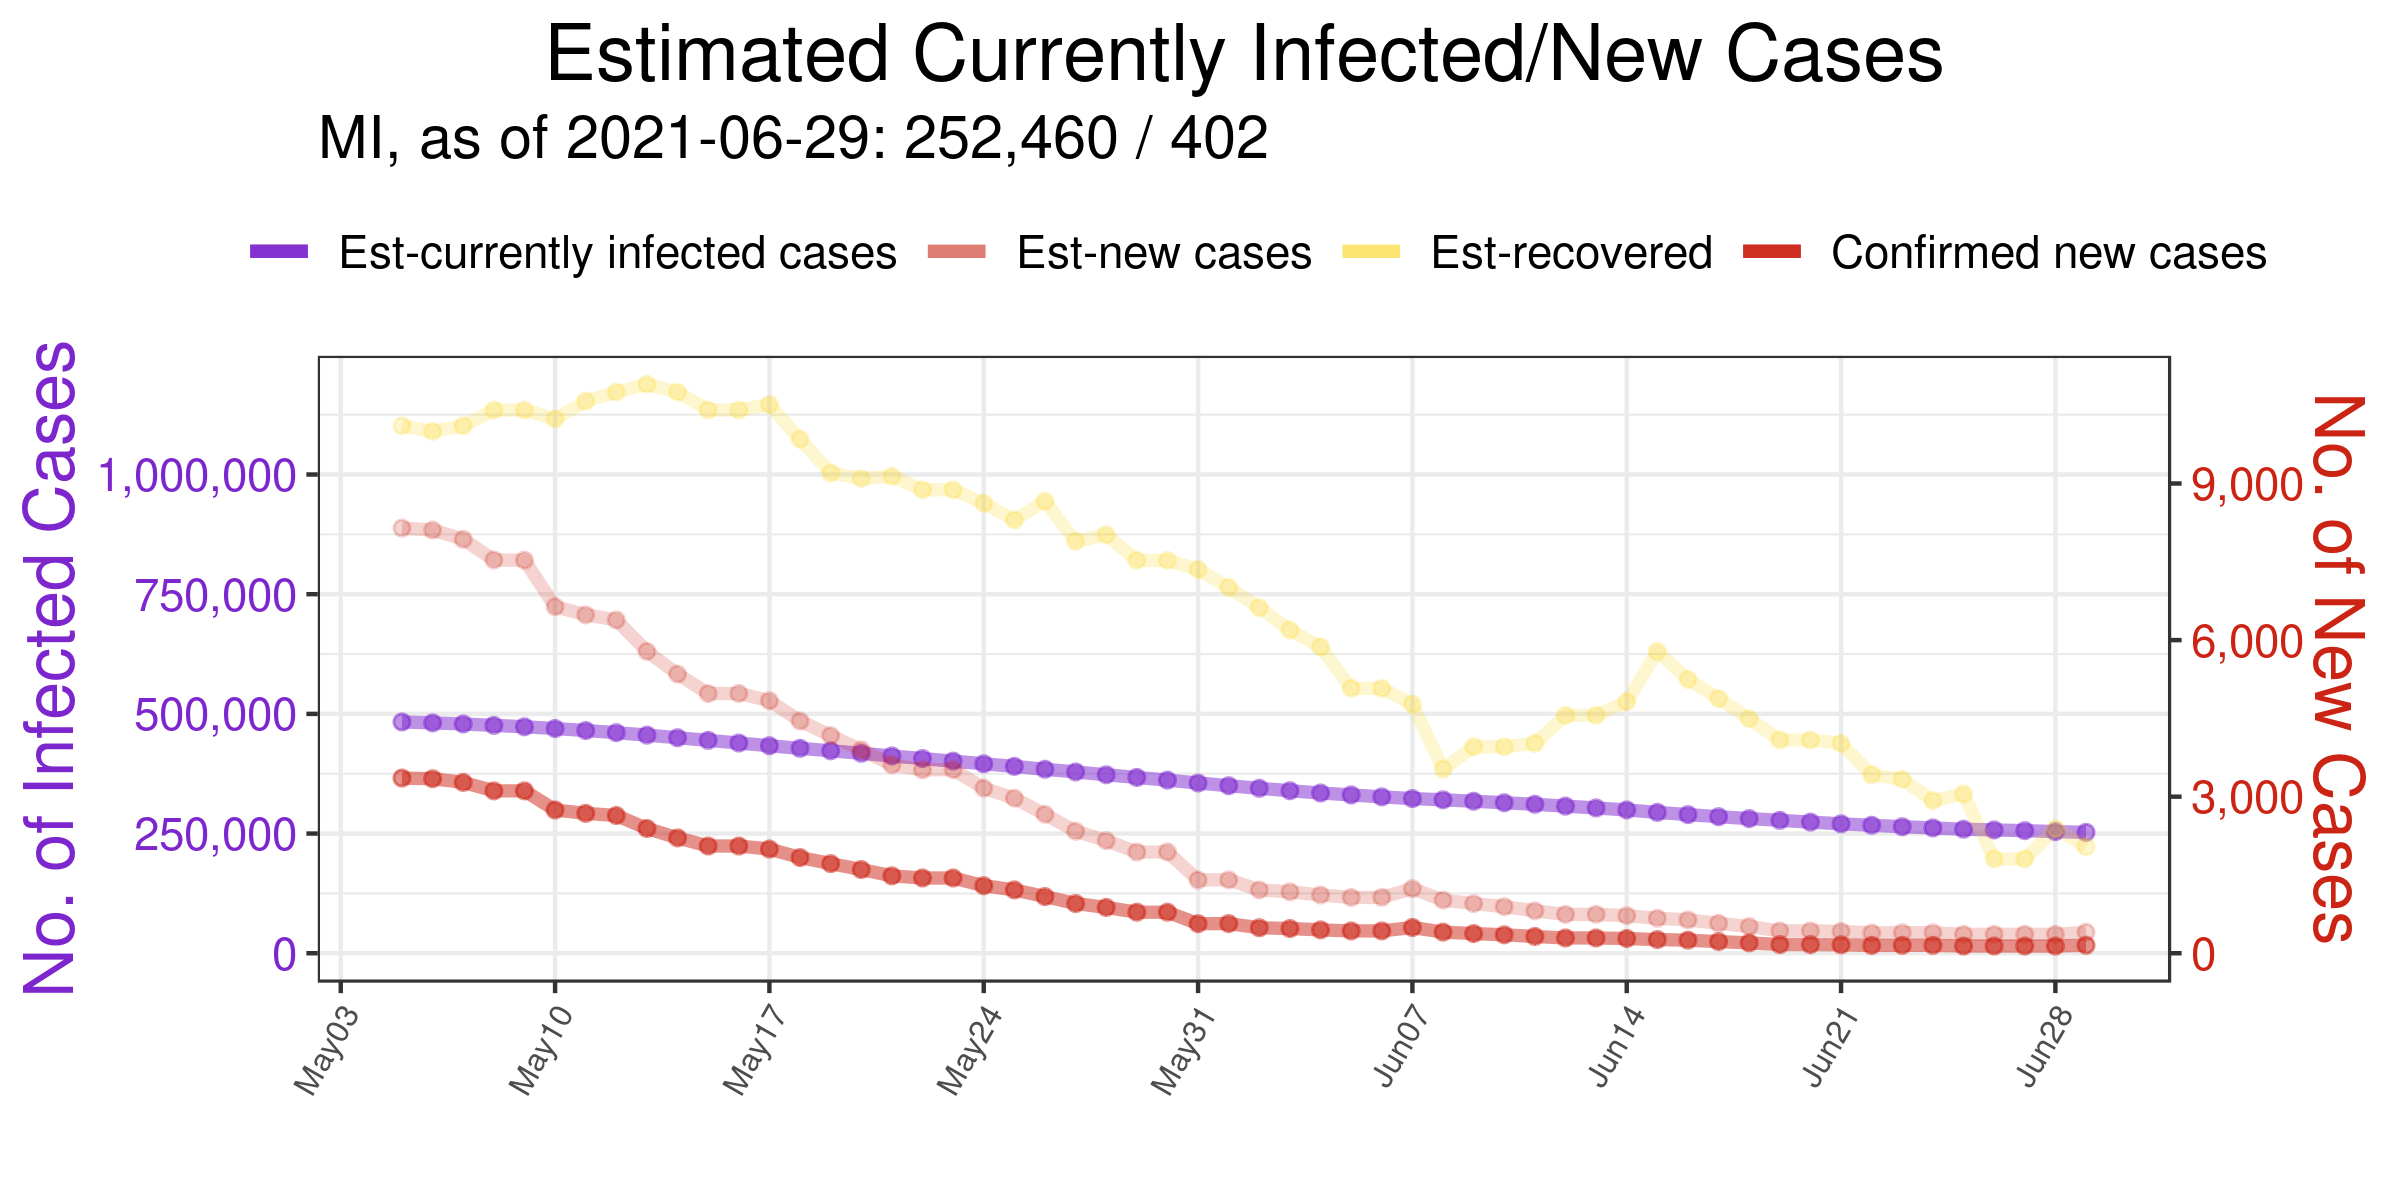 Estimated Currently Infected/New Cases
MI, as of 2021-06-29: 252,460 / 402
Est-currently infected cases Est-new cases Est-recovered Confirmed new cases
No. of Infected Cases
1,000,000
750,000
500,000
250,000
0
9,000
6,000
3,000
0
No. of New Cases
May03 May10 May17 May24 May31 Jun07 Jun14 Jun21 Jun28